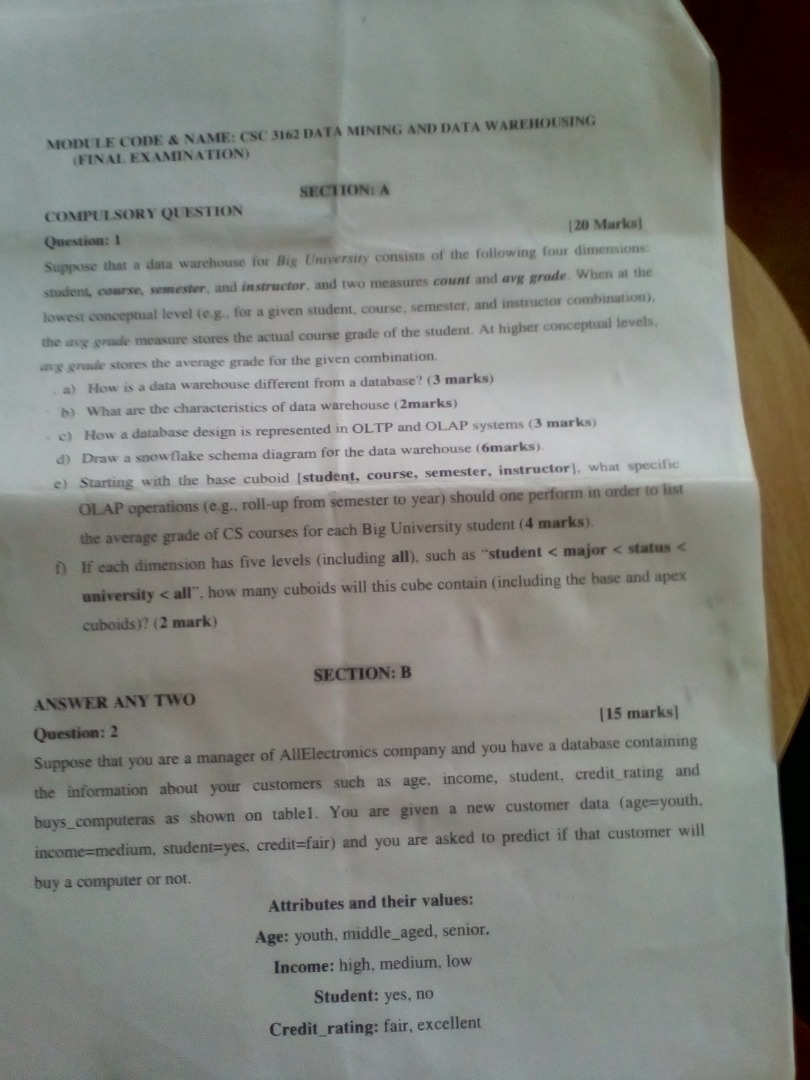 MODULE CODE & NAME: CSC 3162 DATA MINING AND DATA WAREHOUSING
(FINAL EXAMINATION)
SECTION: A
COMPULSORY QUESTION
[20 Marks]
Question: 1
Suppose that a data warehouse for Big University consists of the following four dimensions:
student, course, semester, and instructor, and two measures count and avg grade. When at the
lowest conceptual level (e.g., for a given student, course, semester, and instructor combination),
the avg grade measure stores the actual course grade of the student. At higher conceptual levels,
avg grade stores the average grade for the given combination.
a) How is a data warehouse different from a database? (3 marks)
b) What are the characteristics of data warehouse (2marks)
c) How a database design is represented in OLTP and OLAP systems (3 marks)
d) Draw a snowflake schema diagram for the data warehouse (6marks).
e) Starting with the base cuboid [student, course, semester, instructor], what specific
OLAP operations (e.g., roll-up from semester to year) should one perform in order to list
the average grade of CS courses for each Big University student (4 marks).
f) If each dimension has five levels (including all), such as "student < major < status <
university < all", how many cuboids will this cube contain (including the base and apex
cuboids)? (2 mark)
SECTION: B
ANSWER ANY TWO
[15 marks]
Question: 2
Suppose that you are a manager of AllElectronics company and you have a database containing
the information about your customers such as age, income, student, credit_rating and
buys_computeras as shown on table1. You are given a new customer data (age=youth,
income=medium, student=yes, credit=fair) and you are asked to predict if that customer will
buy a computer or not.
Attributes and their values:
Age: youth, middle_aged, senior.
Income: high, medium, low
Student: yes, no
Credit_rating: fair, excellent